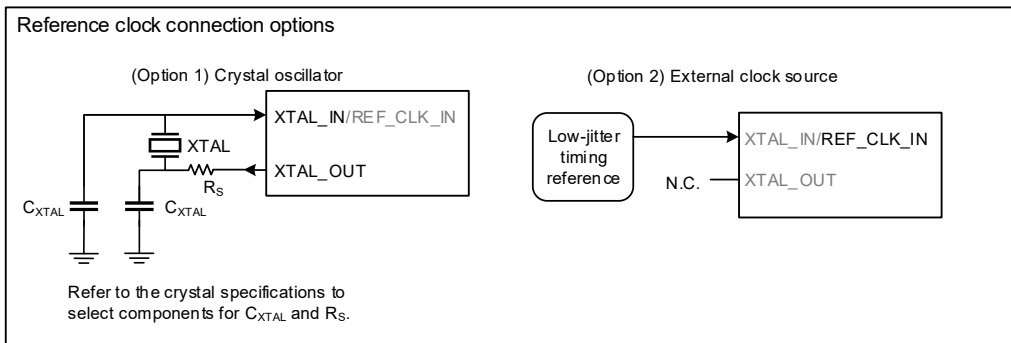 Reference clock connection options
(Option 1) Crystal oscillator
XTAL_IN/REF_CLK_IN
XTAL
XTAL_OUT
RS
CXTAL
CXTAL
Refer to the crystal specifications to
select components for CXTAL and RS.
(Option 2) External clock source
Low-jitter
timing
reference
XTAL_IN/REF_CLK_IN
N.C.
XTAL_OUT